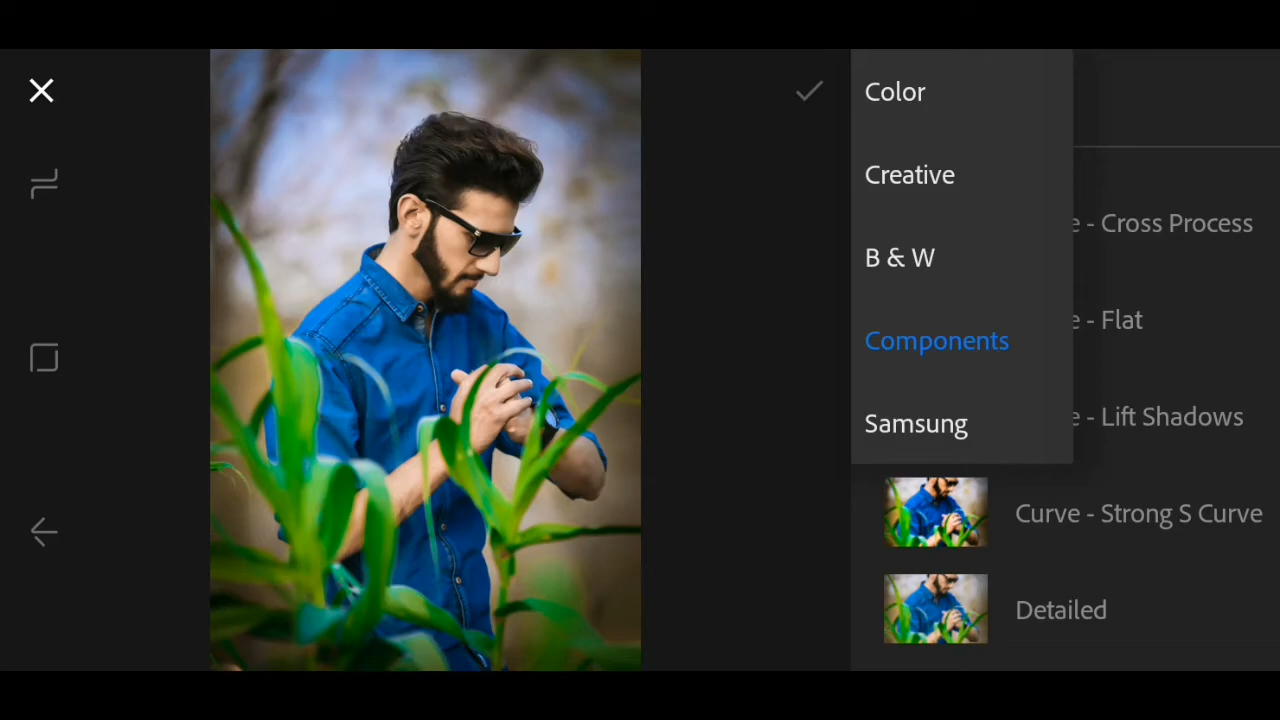 Color
Creative
B & W
Components
Samsung
e - Cross Process
e - Flat
e - Lift Shadows
Curve - Strong S Curve
Detailed